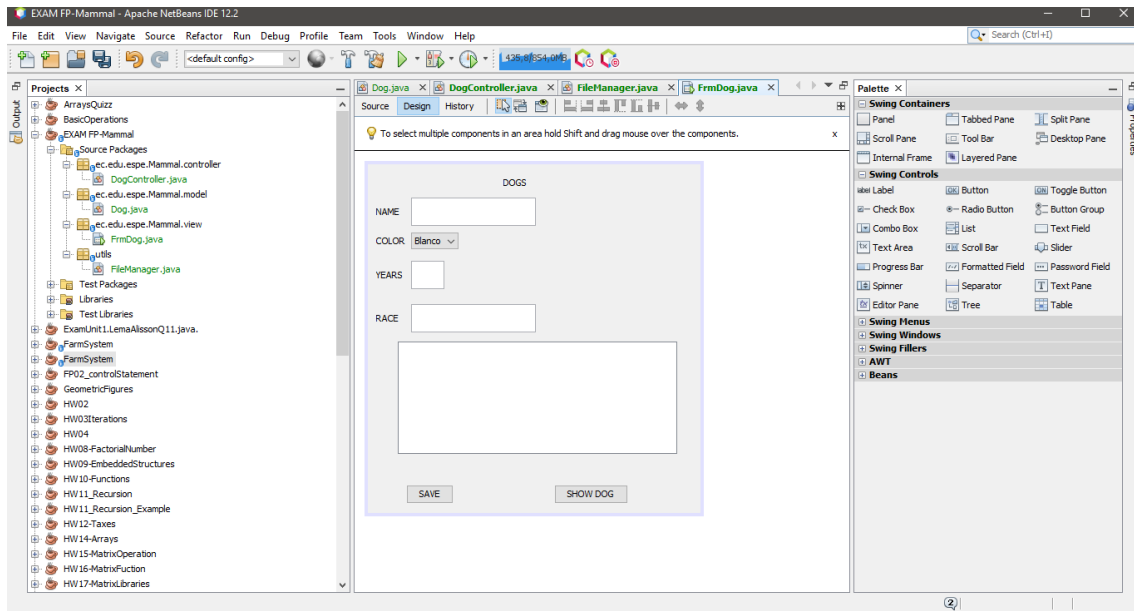 EXAM FP-Mammal - Apache NetBeans IDE 12.2
File Edit View Navigate Source Refactor Run Debug Profile Team Tools Window Help
Search (Ctrl+I)
<default config>
435,8/854,0MB
Projects
Output
ArraysQuizz
BasicOperations
EXAM FP-Mammal
Source Packages
ec.edu.espe.Mammal.controller
DogController.java
ec.edu.espe.Mammal.model
Dog.java
ec.edu.espe.Mammal.view
FrmDog.java
utils
FileManager.java
Test Packages
Libraries
Test Libraries
ExamUnit1.LemaAlissonQ11.java.
FarmSystem
FarmSystem
FP02_controlStatement
GeometricFigures
HW02
HW03Iterations
HW04
HW08-FactorialNumber
HW09-EmbeddedStructures
HW10-Functions
HW11_Recursion
HW11_Recursion_Example
HW12-Taxes
HW14-Arrays
HW15-MatrixOperation
HW16-MatrixFuction
HW17-MatrixLibraries
Dog.java DogController.java FileManager.java FrmDog.java
Source Design History
To select multiple components in an area hold Shift and drag mouse over the components. x
DOGS
NAME
COLOR Blanco
YEARS
RACE
SAVE SHOW DOG
Palette
Swing Containers
Panel Tabbed Pane Split Pane
Scroll Pane Tool Bar Desktop Pane
Internal Frame Layered Pane
Swing Controls
label Label OK Button ON Toggle Button
Check Box Radio Button Button Group
Combo Box List Text Field
tx Text Area Scroll Bar Slider
Progress Bar Formatted Field Password Field
Spinner Separator T Text Pane
Editor Pane Tree Table
Swing Menus
Swing Windows
Swing Fillers
AWT
Beans
Properties
2